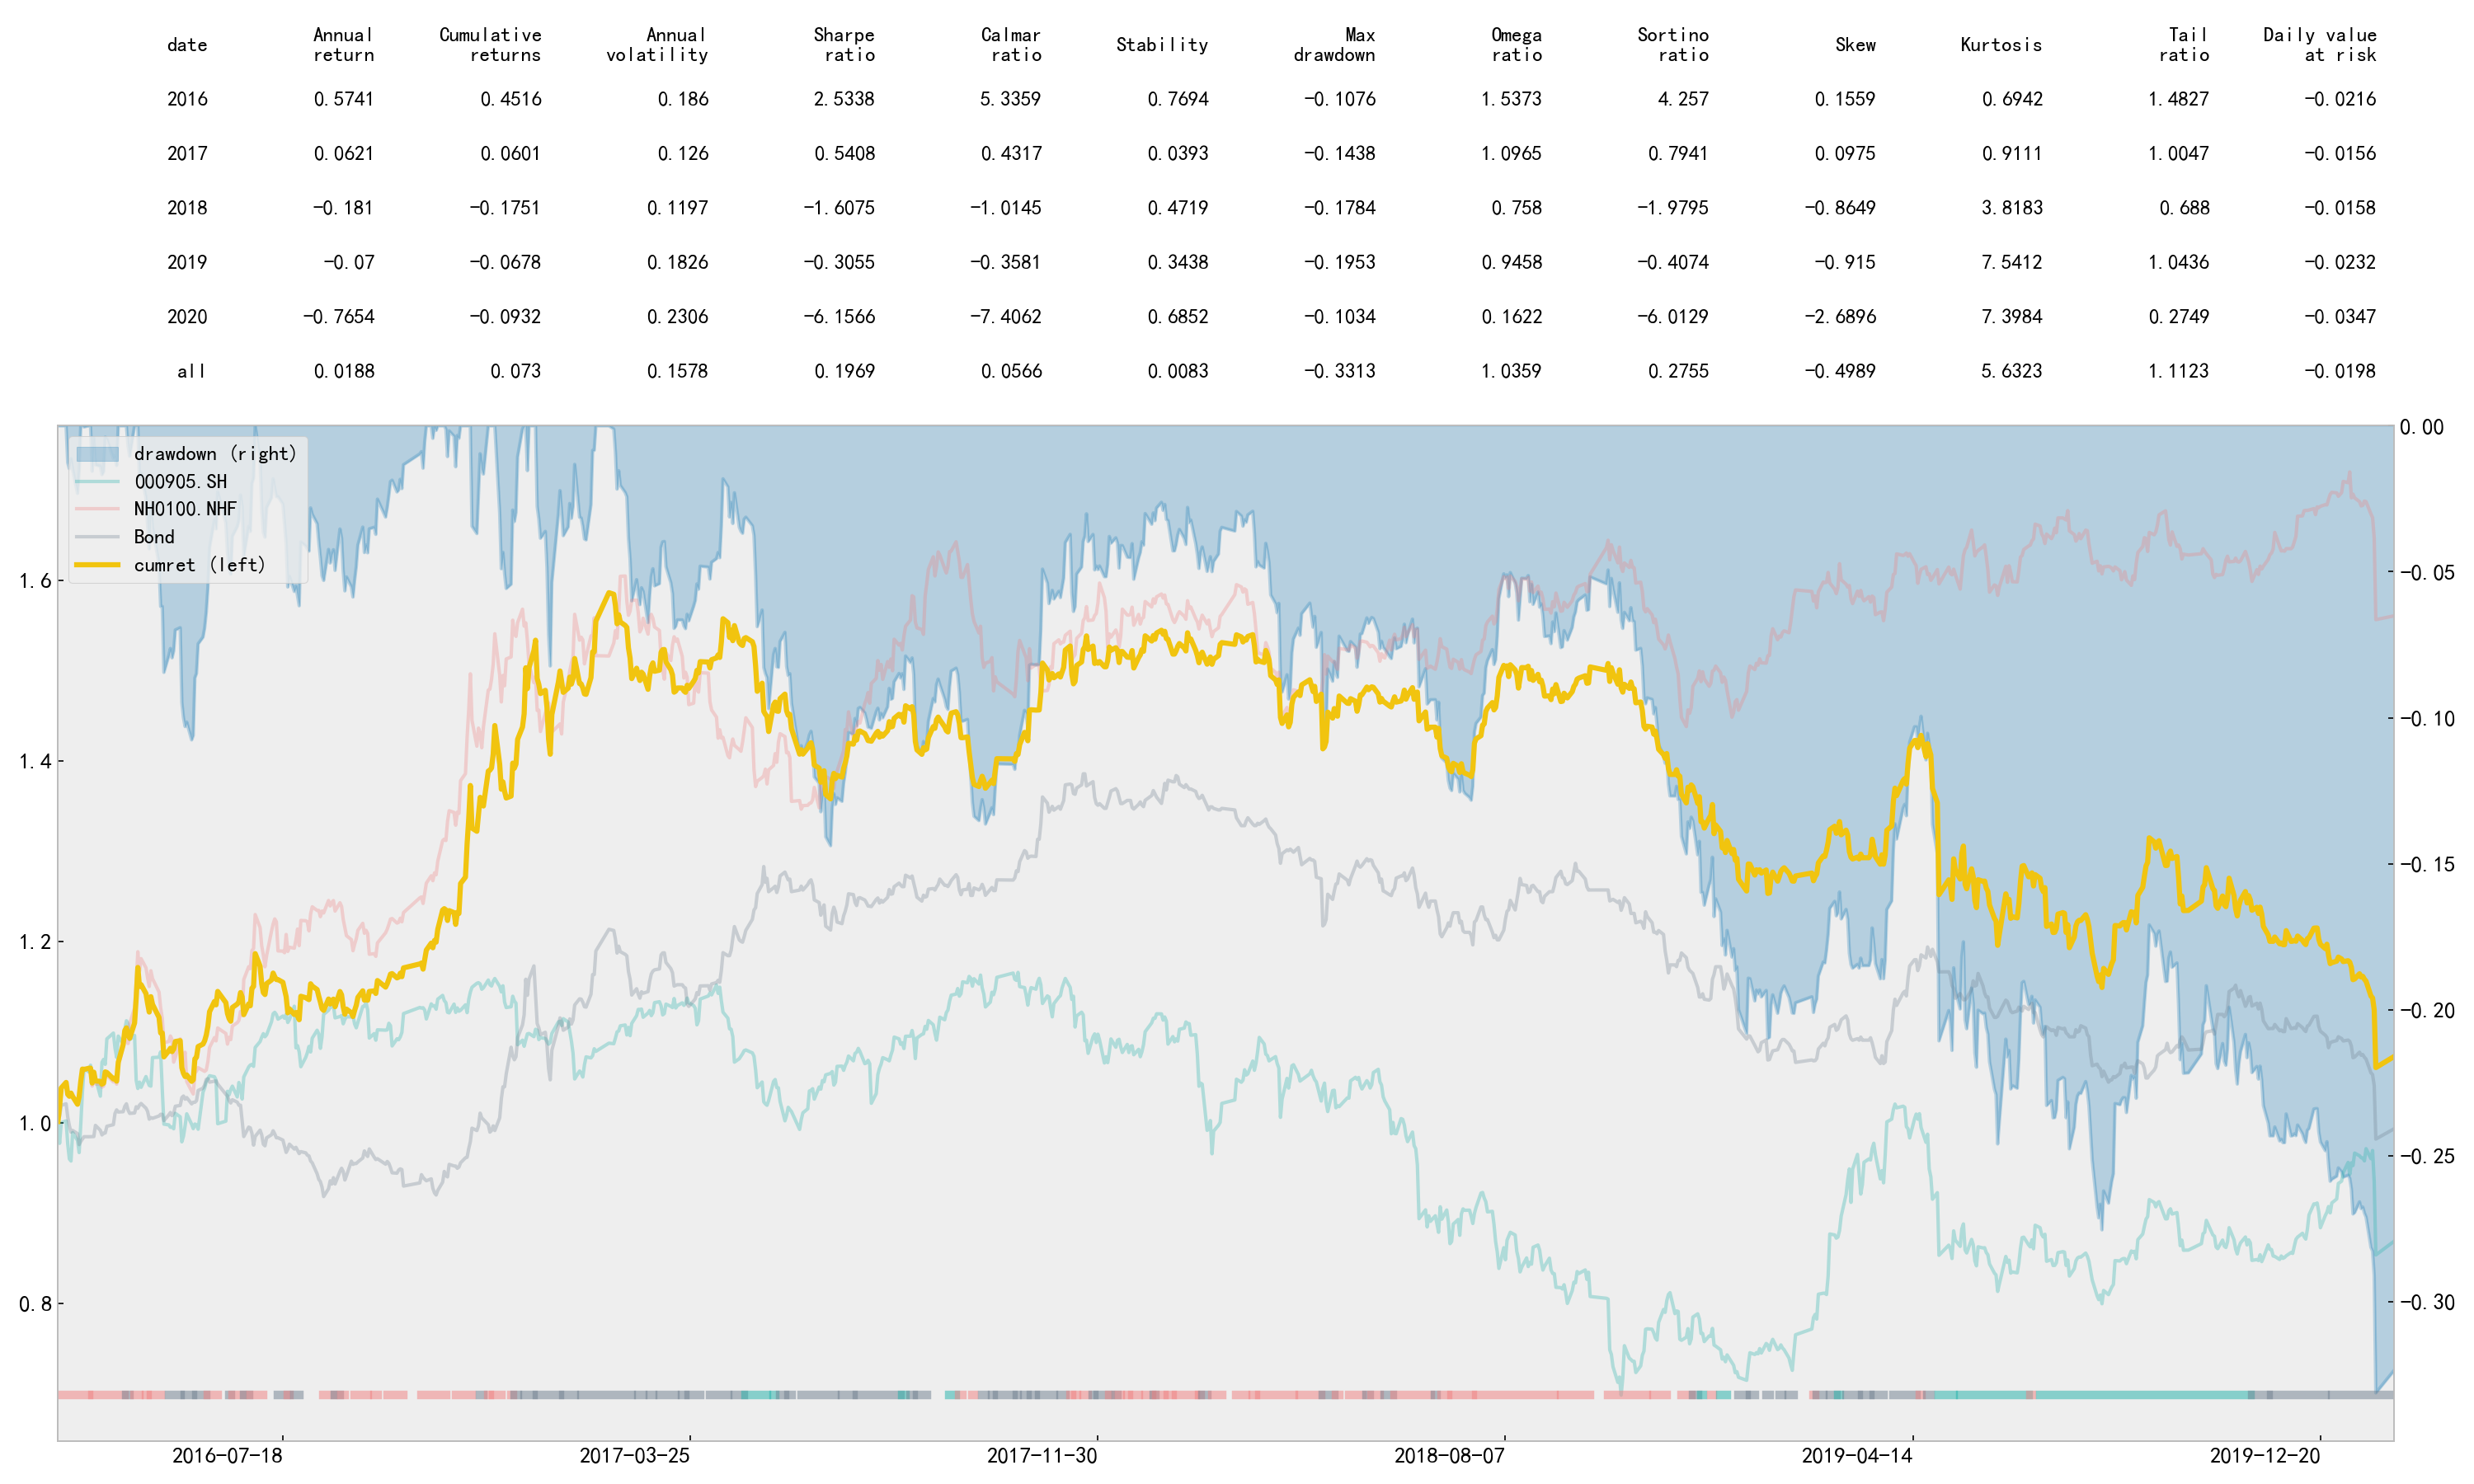 date Annual return Cumulative returns Annual volatility Sharpe ratio Calmar ratio Stability Max drawdown Omega ratio Sortino ratio Skew Kurtosis Tail ratio Daily value at risk
2016 0.5741 0.4516 0.186 2.5338 5.3359 0.7694 -0.1076 1.5373 4.257 0.1559 0.6942 1.4827 -0.0216
2017 0.0621 0.0601 0.126 0.5408 0.4317 0.0393 -0.1438 1.0965 0.7941 0.0975 0.9111 1.0047 -0.0156
2018 -0.181 -0.1751 0.1197 -1.6075 -1.0145 0.4719 -0.1784 0.758 -1.9795 -0.8649 3.8183 0.688 -0.0158
2019 -0.07 -0.0678 0.1826 -0.3055 -0.3581 0.3438 -0.1953 0.9458 -0.4074 -0.915 7.5412 1.0436 -0.0232
2020 -0.7654 -0.0932 0.2306 -6.1566 -7.4062 0.6852 -0.1034 0.1622 -6.0129 -2.6896 7.3984 0.2749 -0.0347
all 0.0188 0.073 0.1578 0.1969 0.0566 0.0083 -0.3313 1.0359 0.2755 -0.4989 5.6323 1.1123 -0.0198
drawdown (right)
000905.SH
NH0100.NHF
Bond
cumret (left)
1.6
1.4
1.2
1.0
0.8
0.00
-0.05
-0.10
-0.15
-0.20
-0.25
-0.30
2016-07-18 2017-03-25 2017-11-30 2018-08-07 2019-04-14 2019-12-20